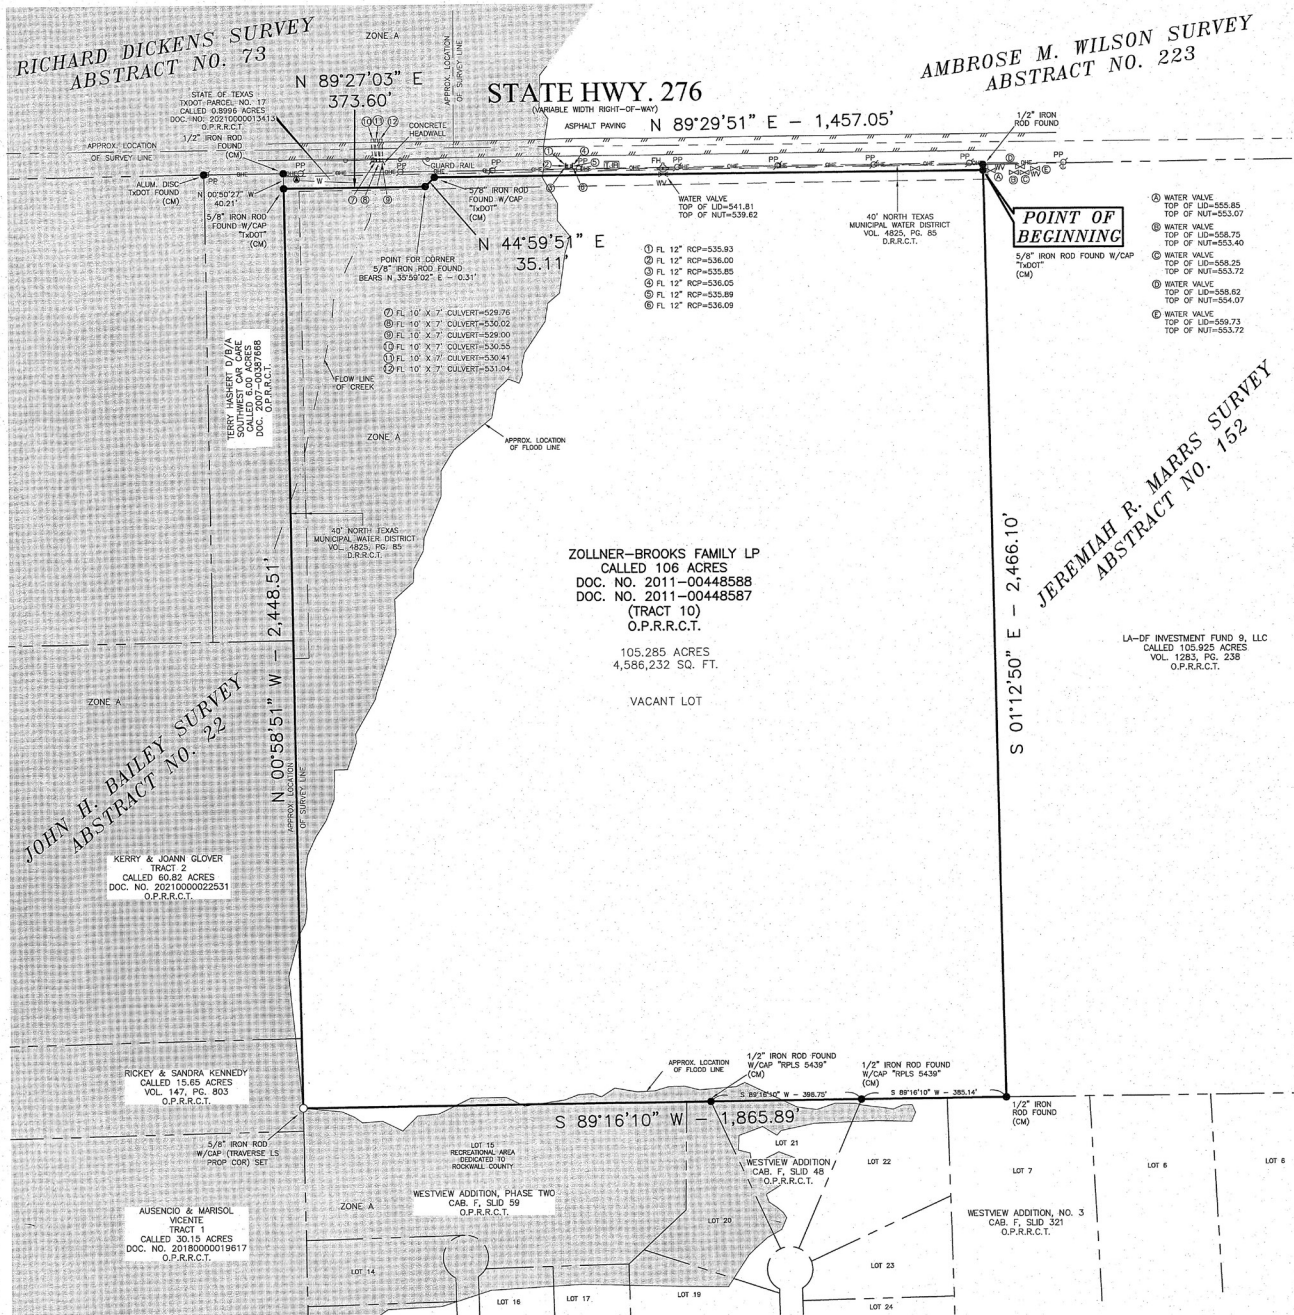 RICHARD DICKENS SURVEY
ABSTRACT NO. 73
ZONE A
APPROX. LOCATION
OF SURVEY LINE
AMBROSE M. WILSON SURVEY
ABSTRACT NO. 223
N 89°27'03" E
373.60'
STATE HWY. 276
(VARIABLE WIDTH RIGHT-OF-WAY)
ASPHALT PAVING
N 89°29'51" E - 1,457.05'
STATE OF TEXAS
TXDOT PARCEL NO. 17
CALLED 0.8996 ACRES
DOC. NO. 20210000013413
O.P.R.R.C.T.
1/2" IRON ROD
FOUND
(CM)
APPROX. LOCATION
OF SURVEY LINE
10 11 12
CONCRETE
HEADWALL
GUARD RAIL
1/2" IRON
ROD FOUND
ALUM. DISC
TxDOT FOUND
(CM)
N 00°50'27" W
40.21'
5/8" IRON ROD
FOUND W/CAP
"TxDOT"
(CM)
7 8 9
5/8" IRON ROD
FOUND W/CAP
"TxDOT"
(CM)
N 44°59'51" E
35.11'
POINT FOR CORNER
5/8" IRON ROD FOUND
BEARS N 35°59'02" E - 0.31'
WATER VALVE
TOP OF LID=541.81
TOP OF NUT=539.62
40' NORTH TEXAS
MUNICIPAL WATER DISTRICT
VOL. 4825, PG. 85
D.R.R.C.T.
POINT OF
BEGINNING
5/8" IRON ROD FOUND W/CAP
"TxDOT"
(CM)
A WATER VALVE
TOP OF LID=555.85
TOP OF NUT=553.07
B WATER VALVE
TOP OF LID=558.75
TOP OF NUT=553.40
C WATER VALVE
TOP OF LID=558.25
TOP OF NUT=553.72
D WATER VALVE
TOP OF LID=558.62
TOP OF NUT=554.07
E WATER VALVE
TOP OF LID=559.73
TOP OF NUT=553.72
1 FL 12" RCP=535.93
2 FL 12" RCP=536.00
3 FL 12" RCP=535.85
4 FL 12" RCP=536.05
5 FL 12" RCP=535.89
6 FL 12" RCP=536.09
7 FL 10' X 7' CULVERT=529.76
8 FL 10' X 7' CULVERT=530.02
9 FL 10' X 7' CULVERT=529.00
10 FL 10' X 7' CULVERT=530.55
11 FL 10' X 7' CULVERT=530.41
12 FL 10' X 7' CULVERT=531.04
TERRY HASHERT D/B/A
SOUTHWEST CAR CARE
CALLED 6.00 ACRES
DOC. 2007-00387668
O.P.R.R.C.T.
FLOW LINE
OF CREEK
ZONE A
APPROX. LOCATION
OF FLOOD LINE
JEREMIAH R. MARRS SURVEY
ABSTRACT NO. 152
40' NORTH TEXAS
MUNICIPAL WATER DISTRICT
VOL. 4825, PG. 85
D.R.R.C.T.
ZOLLNER-BROOKS FAMILY LP
CALLED 106 ACRES
DOC. NO. 2011-00448588
DOC. NO. 2011-00448587
(TRACT 10)
O.P.R.R.C.T.
105.285 ACRES
4,586,232 SQ. FT.
VACANT LOT
N 00°58'51" W - 2,448.51'
S 01°12'50" E - 2,466.10'
LA-DF INVESTMENT FUND 9, LLC
CALLED 105.925 ACRES
VOL. 1283, PG. 238
O.P.R.R.C.T.
ZONE A
JOHN H. BAILEY SURVEY
ABSTRACT NO. 22
APPROX. LOCATION
OF SURVEY LINE
KERRY & JOANN GLOVER
TRACT 2
CALLED 60.82 ACRES
DOC. NO. 20210000022531
O.P.R.R.C.T.
RICKEY & SANDRA KENNEDY
CALLED 15.65 ACRES
VOL. 147, PG. 803
O.P.R.R.C.T.
APPROX. LOCATION
OF FLOOD LINE
1/2" IRON ROD FOUND
W/CAP "RPLS 5439"
(CM)
1/2" IRON ROD FOUND
W/CAP "RPLS 5439"
(CM)
S 89°16'10" W - 398.75'
S 89°16'10" W - 385.14'
S 89°16'10" W - 1,865.89'
1/2" IRON
ROD FOUND
(CM)
5/8" IRON ROD
W/CAP (TRAVERSE LS
PROP COR) SET
LOT 15
RECREATIONAL AREA
DEDICATED TO
ROCKWALL COUNTY
LOT 21
WESTVIEW ADDITION
CAB. F, SLID 48
O.P.R.R.C.T.
LOT 22
LOT 7
LOT 6
LOT 6
WESTVIEW ADDITION, PHASE TWO
CAB. F, SLID 59
O.P.R.R.C.T.
ZONE A
AUSENCIO & MARISOL
VICENTE
TRACT 1
CALLED 30.15 ACRES
DOC. NO. 20180000019617
O.P.R.R.C.T.
LOT 20
WESTVIEW ADDITION, NO. 3
CAB. F, SLID 321
O.P.R.R.C.T.
LOT 14
LOT 23
LOT 16
LOT 17
LOT 19
LOT 24